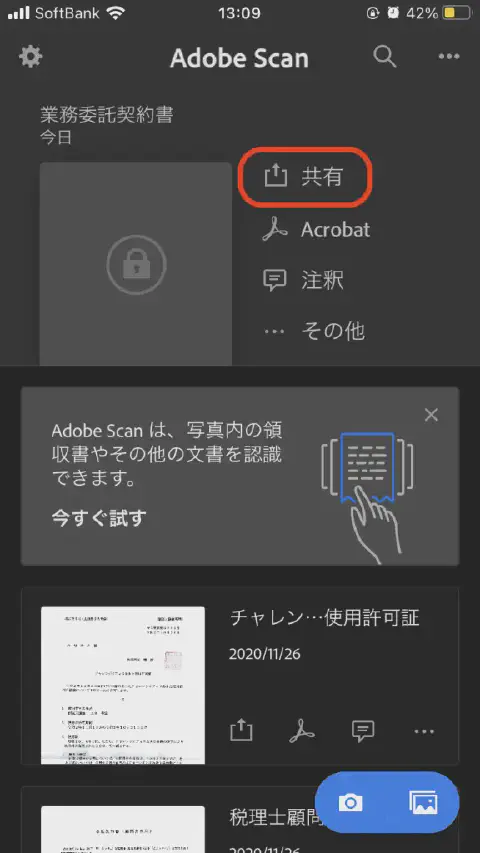 SoftBank 13:09 42%
Adobe Scan
業務委託契約書
今日
共有
Acrobat
注釈
その他
Adobe Scan は、写真内の領
収書やその他の文書を認識
できます。
今すぐ試す
チャレン…使用許可証
2020/11/26
税理士顧問